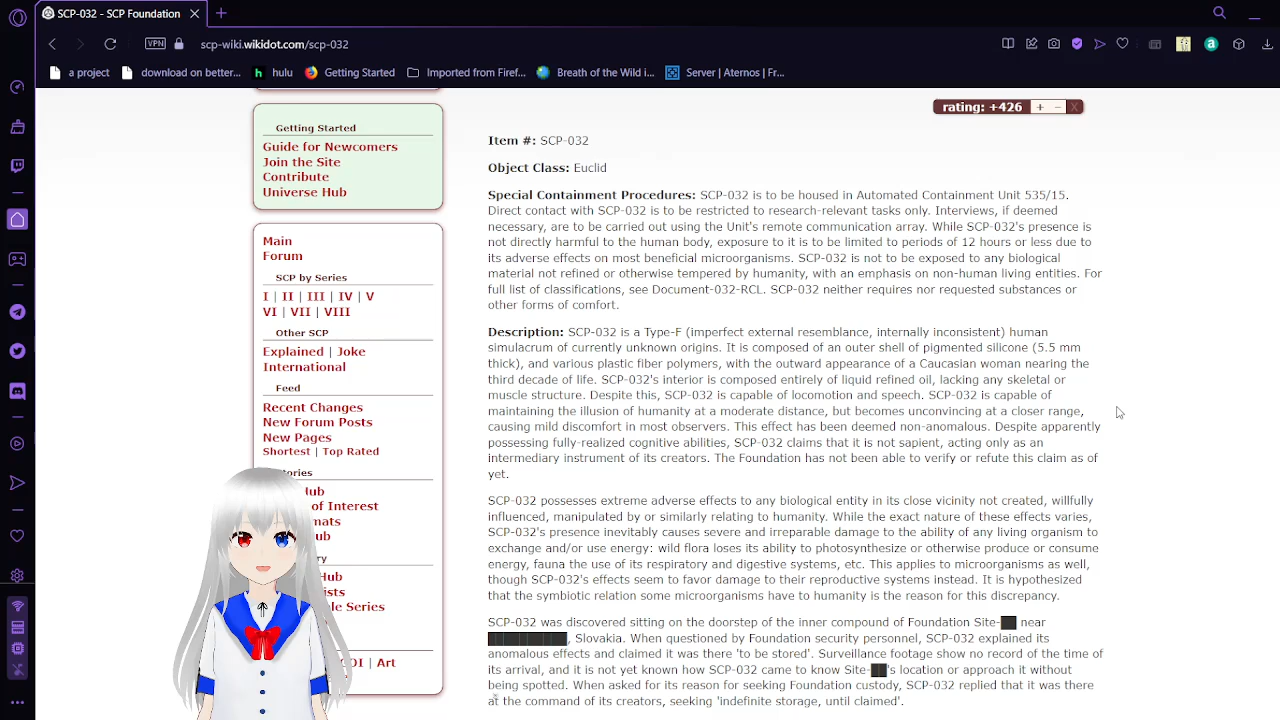 SCP-032 - SCP Foundation
VPN
scp-wiki.wikidot.com/scp-032
a project
download on better...
hulu
Getting Started
Imported from Firef...
Breath of the Wild i...
Server | Aternos | Fr...
Getting Started
Guide for Newcomers
Join the Site
Contribute
Universe Hub
Main
Forum
SCP by Series
I | II | III | IV | V
VI | VII | VIII
Other SCP
Explained | Joke
International
Feed
Recent Changes
New Forum Posts
New Pages
Shortest | Top Rated
of Interest
Hub
Series
| Art
rating: +426 + – X
Item #: SCP-032
Object Class: Euclid
Special Containment Procedures: SCP-032 is to be housed in Automated Containment Unit 535/15.
Direct contact with SCP-032 is to be restricted to research-relevant tasks only. Interviews, if deemed
necessary, are to be carried out using the Unit's remote communication array. While SCP-032's presence is
not directly harmful to the human body, exposure to it is to be limited to periods of 12 hours or less due to
its adverse effects on most beneficial microorganisms. SCP-032 is not to be exposed to any biological
material not refined or otherwise tempered by humanity, with an emphasis on non-human living entities. For
full list of classifications, see Document-032-RCL. SCP-032 neither requires nor requested substances or
other forms of comfort.
Description: SCP-032 is a Type-F (imperfect external resemblance, internally inconsistent) human
simulacrum of currently unknown origins. It is composed of an outer shell of pigmented silicone (5.5 mm
thick), and various plastic fiber polymers, with the outward appearance of a Caucasian woman nearing the
third decade of life. SCP-032's interior is composed entirely of liquid refined oil, lacking any skeletal or
muscle structure. Despite this, SCP-032 is capable of locomotion and speech. SCP-032 is capable of
maintaining the illusion of humanity at a moderate distance, but becomes unconvincing at a closer range,
causing mild discomfort in most observers. This effect has been deemed non-anomalous. Despite apparently
possessing fully-realized cognitive abilities, SCP-032 claims that it is not sapient, acting only as an
intermediary instrument of its creators. The Foundation has not been able to verify or refute this claim as of
yet.
SCP-032 possesses extreme adverse effects to any biological entity in its close vicinity not created, willfully
influenced, manipulated by or similarly relating to humanity. While the exact nature of these effects varies,
SCP-032's presence inevitably causes severe and irreparable damage to the ability of any living organism to
exchange and/or use energy: wild flora loses its ability to photosynthesize or otherwise produce or consume
energy, fauna the use of its respiratory and digestive systems, etc. This applies to microorganisms as well,
though SCP-032's effects seem to favor damage to their reproductive systems instead. It is hypothesized
that the symbiotic relation some microorganisms have to humanity is the reason for this discrepancy.
SCP-032 was discovered sitting on the doorstep of the inner compound of Foundation Site-██ near
█████████, Slovakia. When questioned by Foundation security personnel, SCP-032 explained its
anomalous effects and claimed it was there 'to be stored'. Surveillance footage show no record of the time of
its arrival, and it is not yet known how SCP-032 came to know Site-██'s location or approach it without
being spotted. When asked for its reason for seeking Foundation custody, SCP-032 replied that it was there
at the command of its creators, seeking 'indefinite storage, until claimed'.